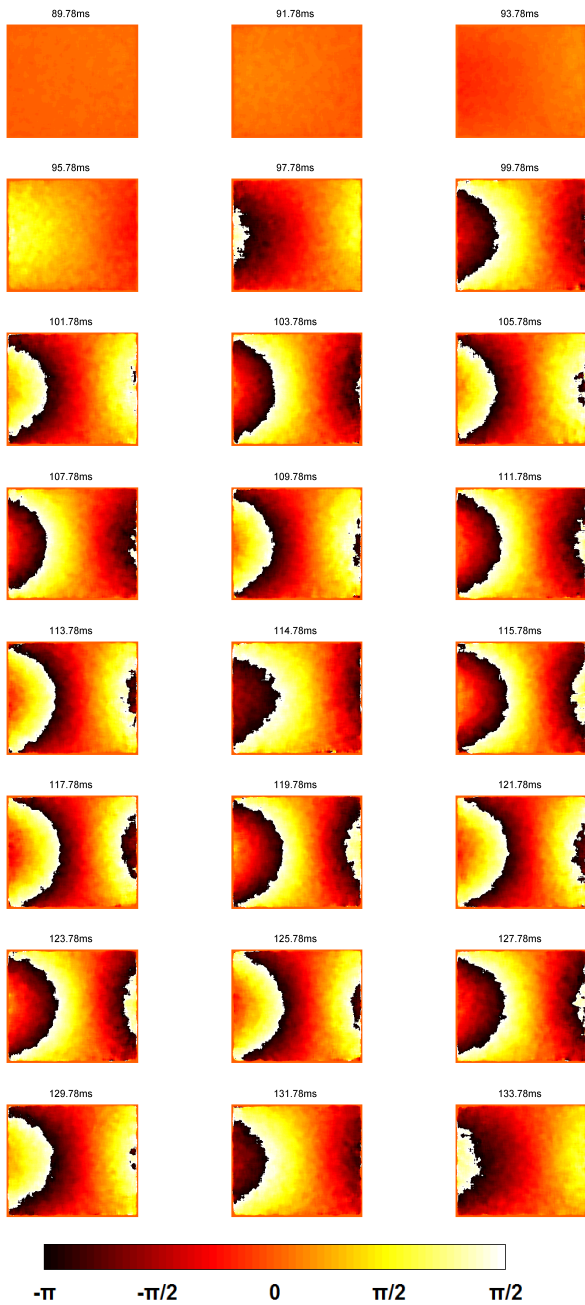 89.78ms 91.78ms 93.78ms
95.78ms 97.78ms 99.78ms
101.78ms 103.78ms 105.78ms
107.78ms 109.78ms 111.78ms
113.78ms 114.78ms 115.78ms
117.78ms 119.78ms 121.78ms
123.78ms 125.78ms 127.78ms
129.78ms 131.78ms 133.78ms
-π -π/2 0 π/2 π/2